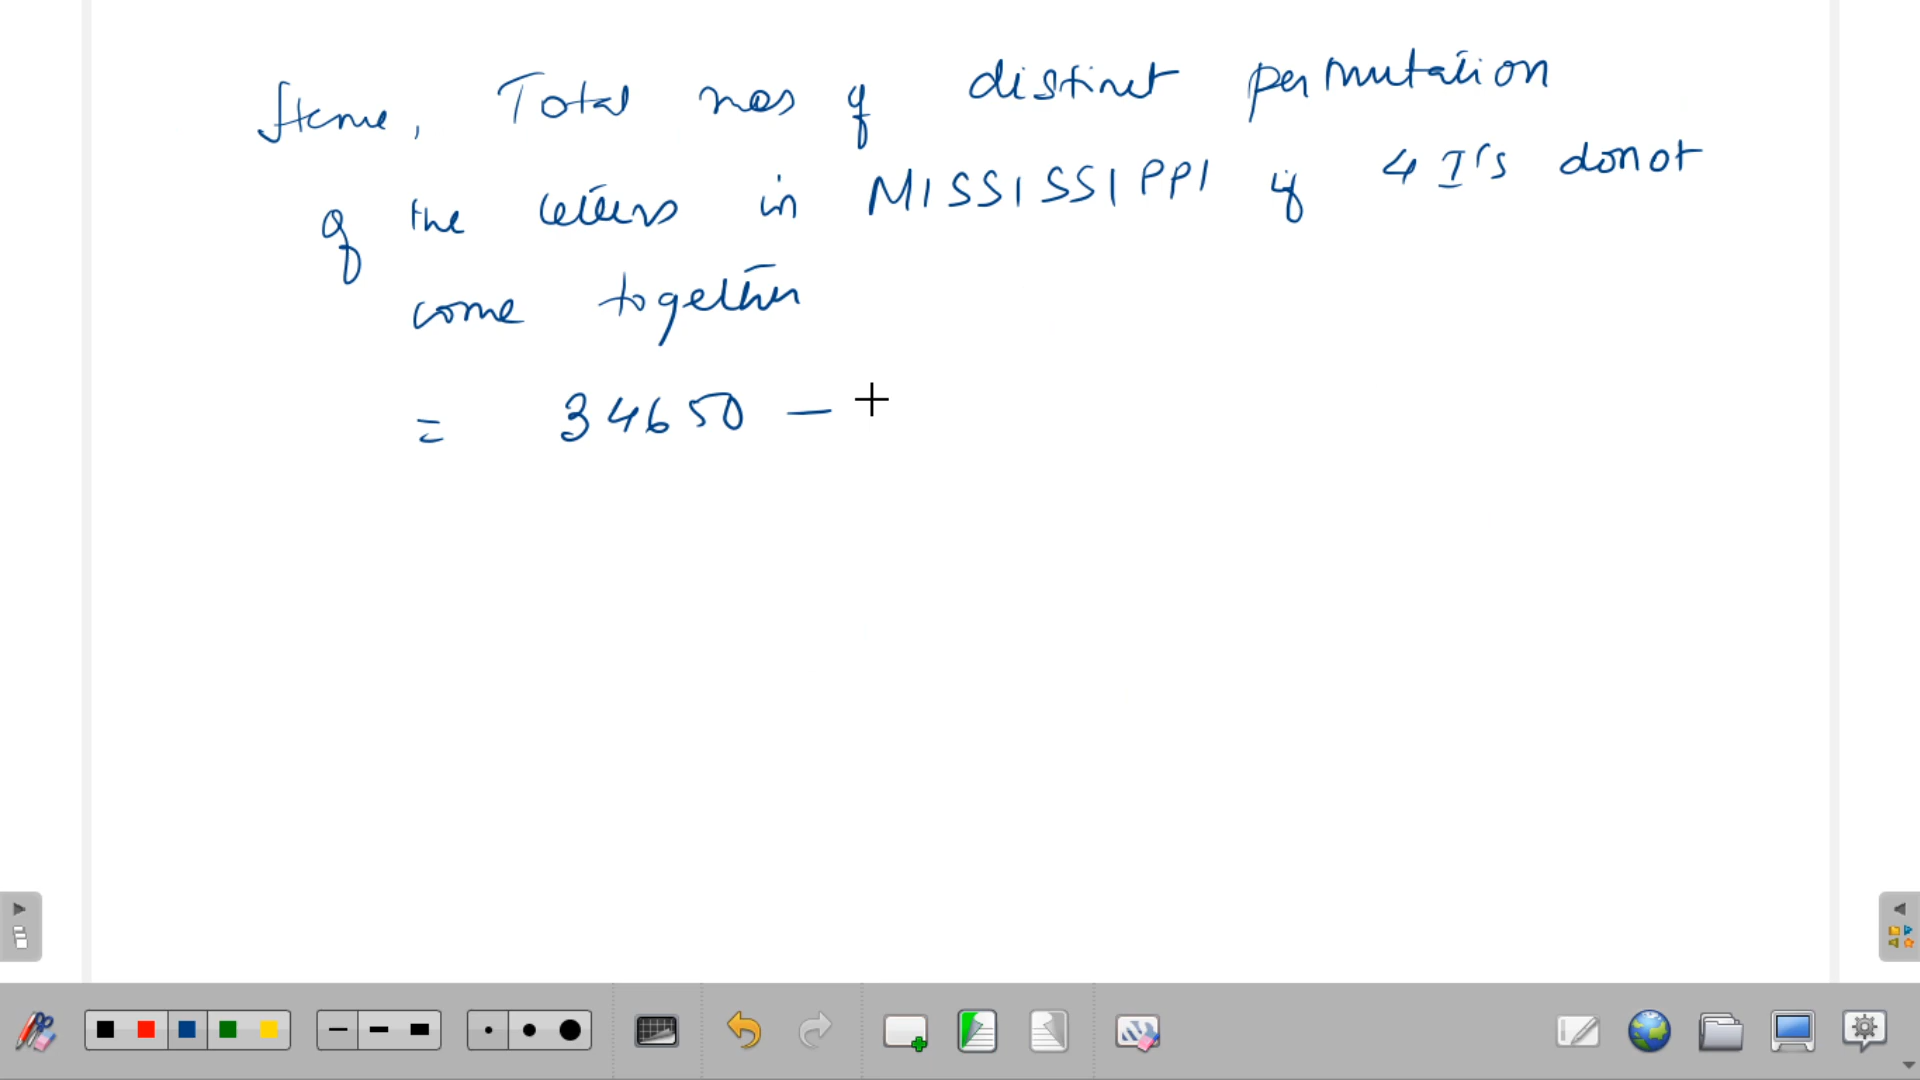 Hence, Total nos of distinct permutation
of the letters in MISSISSIPPI if 4 I's donot
come together
= 34650 —